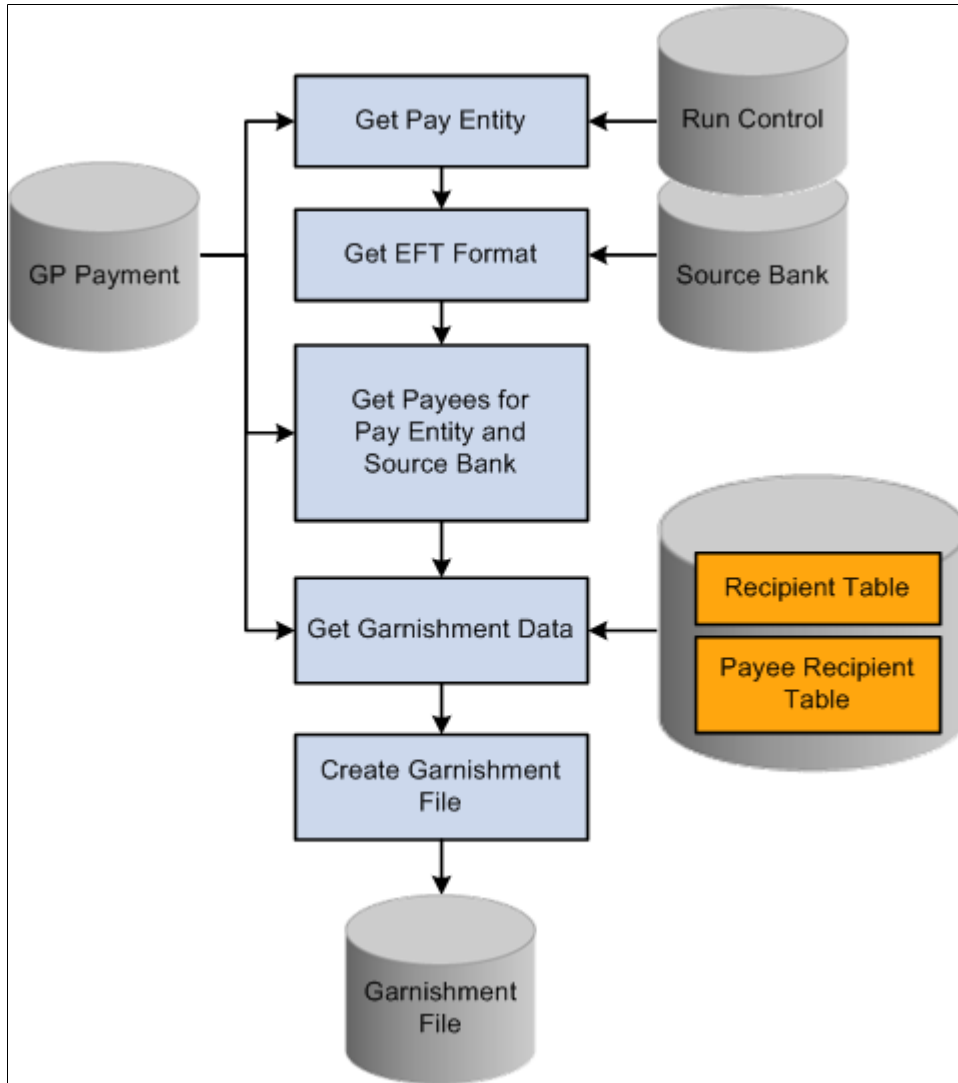 Get Pay Entity
Run Control
GP Payment
Get EFT Format
Source Bank
Get Payees for
Pay Entity and
Source Bank
Recipient Table
Get Garnishment Data
Payee Recipient
Table
Create Garnishment
File
Garnishment
File